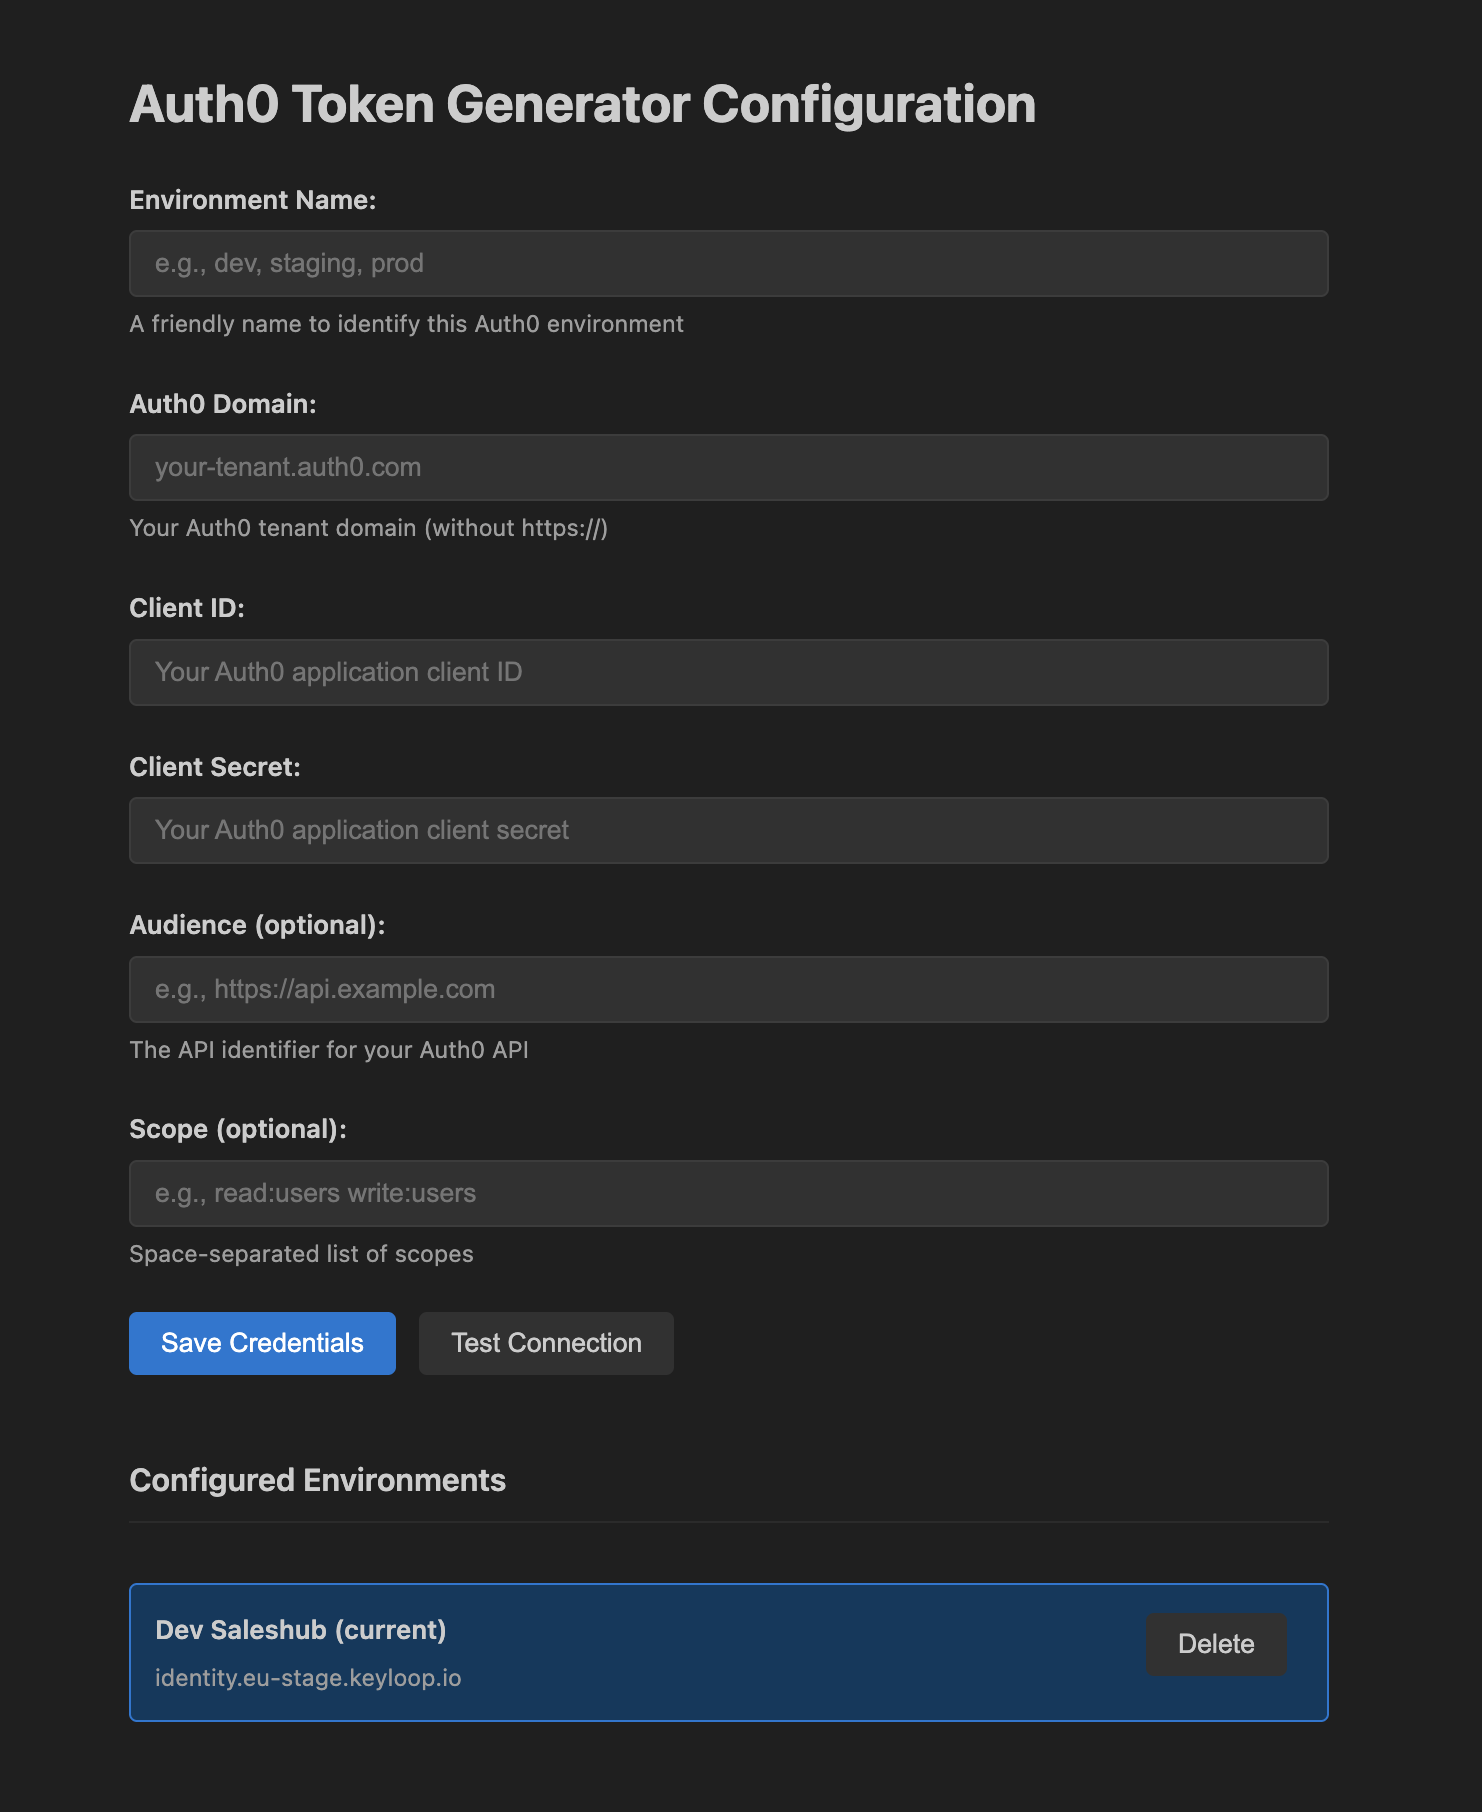 Auth0 Token Generator Configuration
Environment Name:
e.g., dev, staging, prod
A friendly name to identify this Auth0 environment
Auth0 Domain:
your-tenant.auth0.com
Your Auth0 tenant domain (without https://)
Client ID:
Your Auth0 application client ID
Client Secret:
Your Auth0 application client secret
Audience (optional):
e.g., https://api.example.com
The API identifier for your Auth0 API
Scope (optional):
e.g., read:users write:users
Space-separated list of scopes
Save Credentials Test Connection
Configured Environments
Dev Saleshub (current)
Delete
identity.eu-stage.keyloop.io